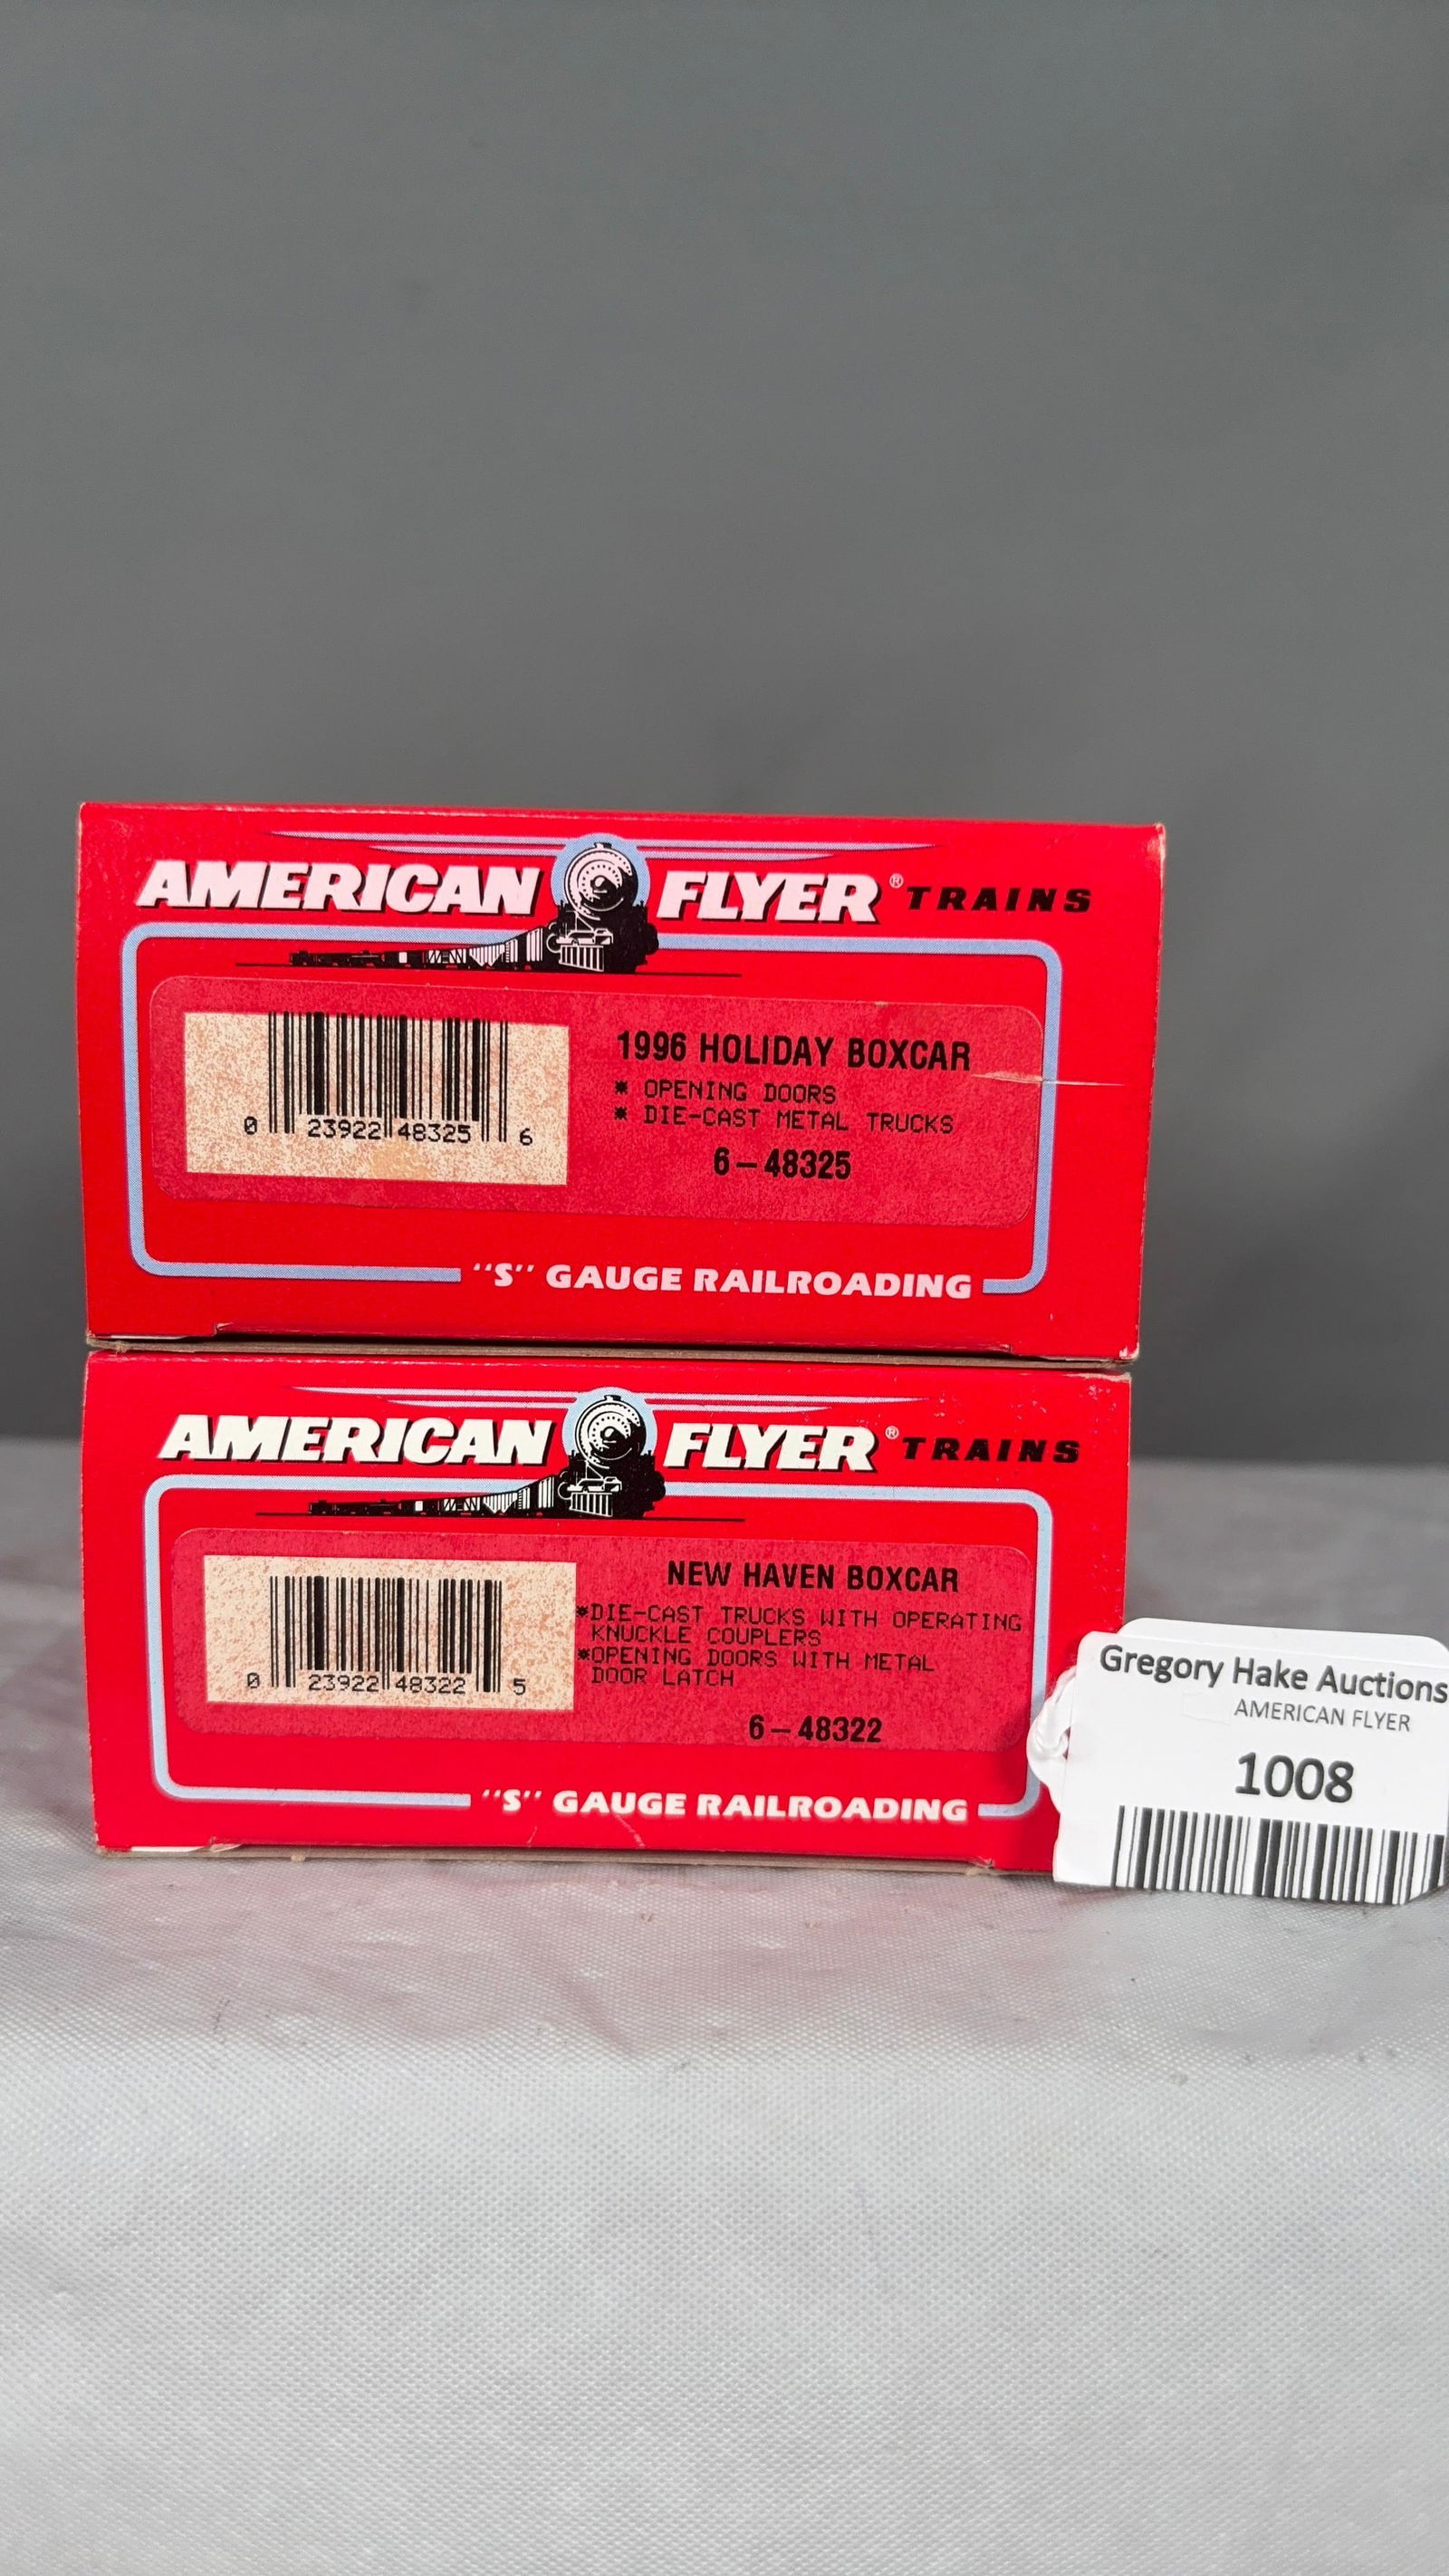 AMERICAN FLYER® TRAINS
1996 HOLIDAY BOXCAR
* OPENING DOORS
* DIE-CAST METAL TRUCKS
6-48325
0 23922 48325 6
"S" GAUGE RAILROADING
AMERICAN FLYER® TRAINS
NEW HAVEN BOXCAR
*DIE-CAST TRUCKS WITH OPERATING
KNUCKLE COUPLERS
*OPENING DOORS WITH METAL
DOOR LATCH
6-48322
0 23922 48322 5
"S" GAUGE RAILROADING
Gregory Hake Auctions
AMERICAN FLYER
1008